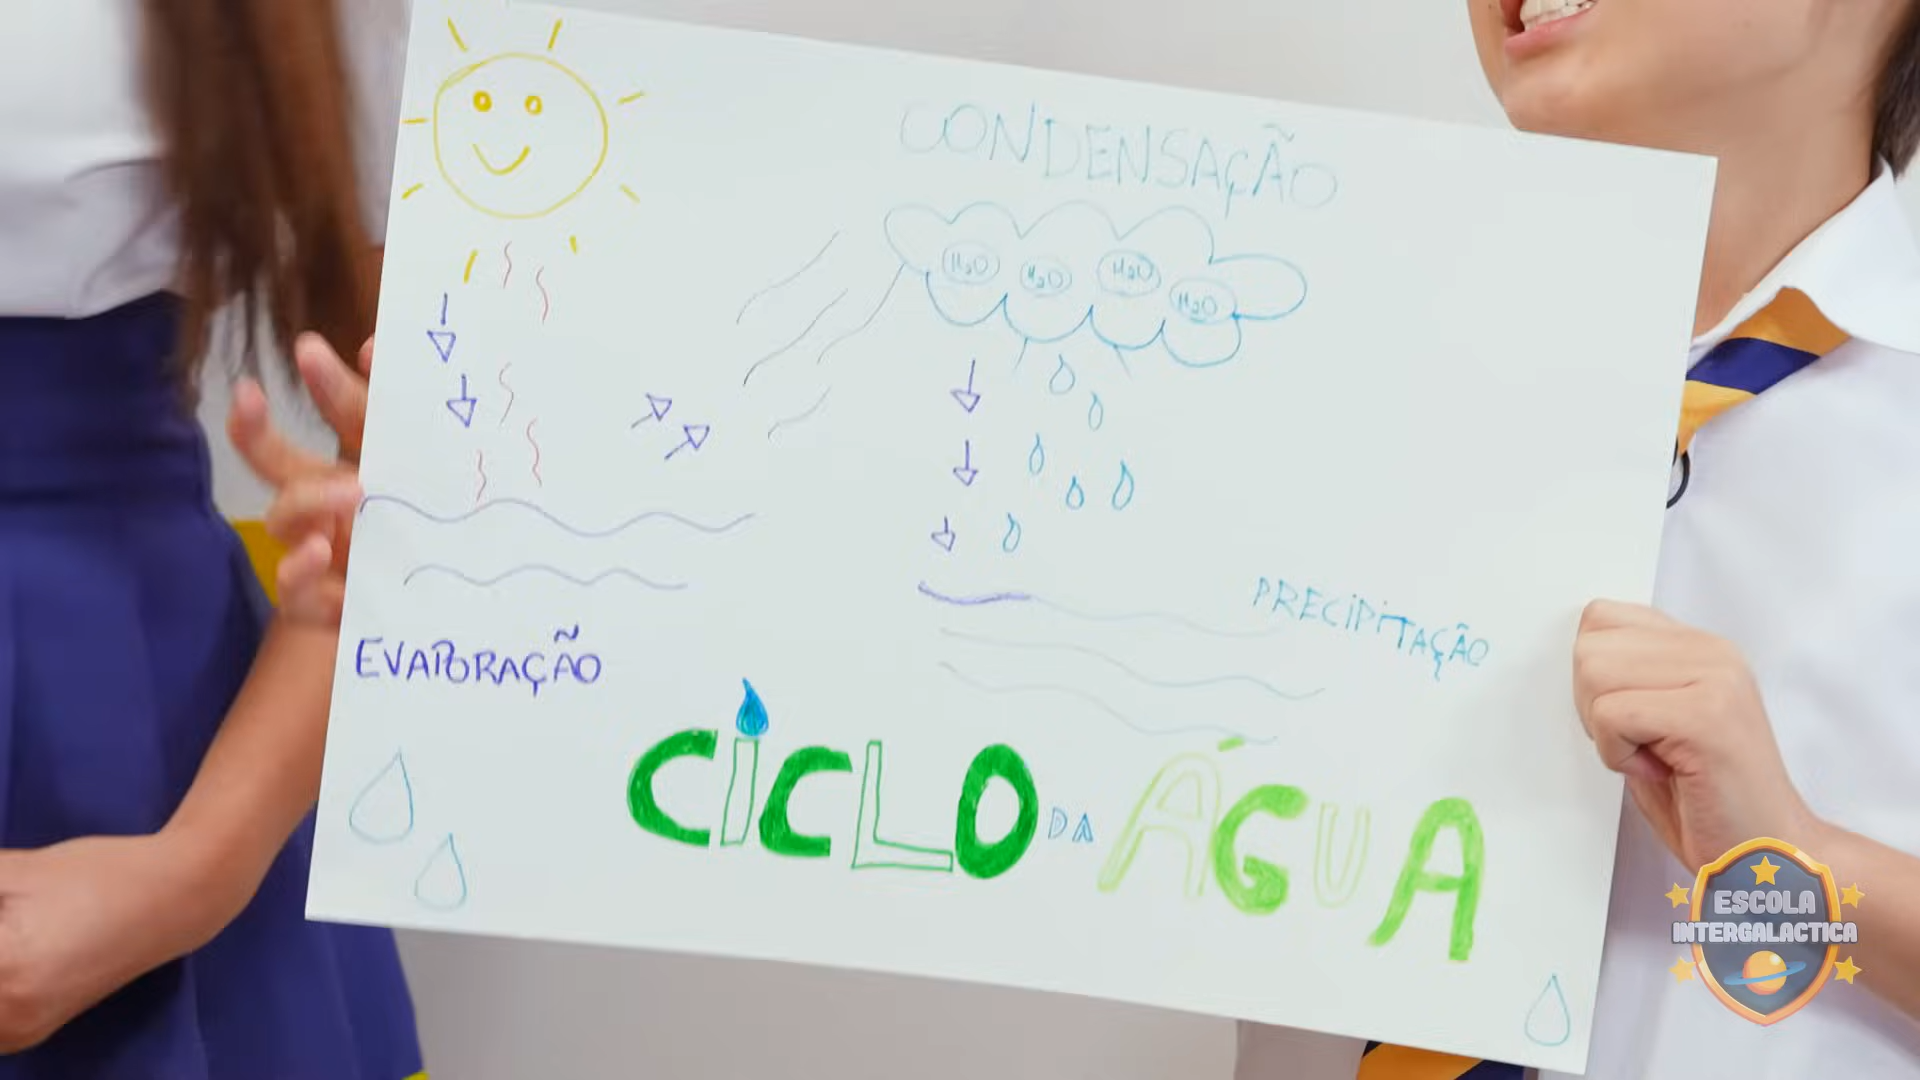 CONDENSAÇÃO
H2O H2O H2O H2O
PRECIPITAÇÃO
EVAPORAÇÃO
CICLO DA ÁGUA
ESCOLA
INTERGALACTICA